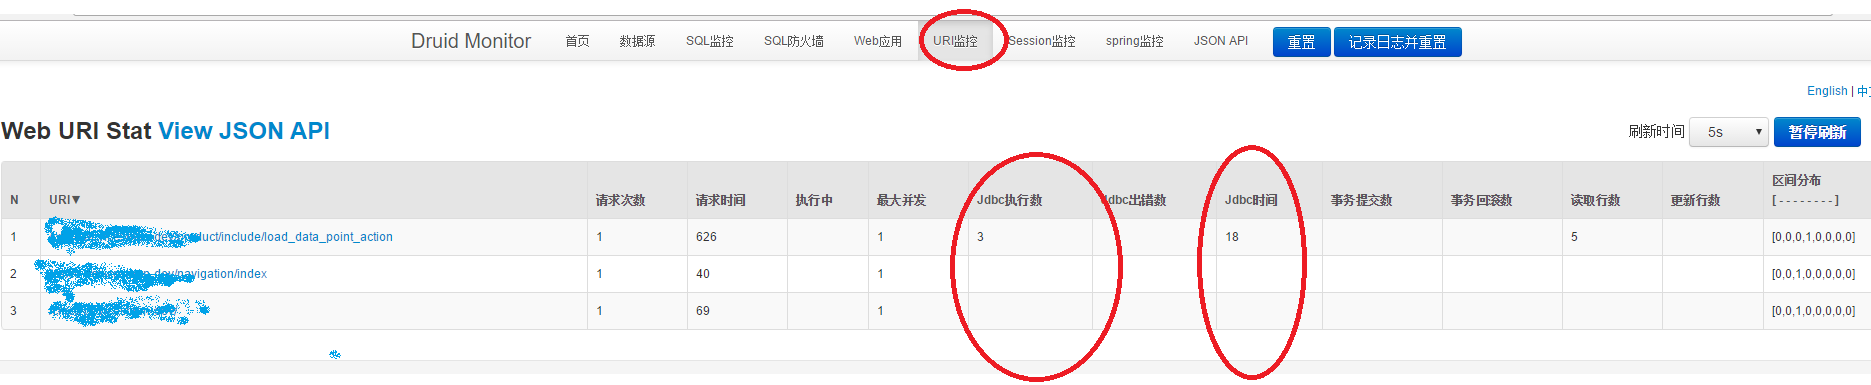 Druid Monitor 首页 数据源 SQL监控 SQL防火墙 Web应用 URI监控 Session监控 spring监控 JSON API 重置 记录日志并重置
English |
Web URI Stat View JSON API 刷新时间 5s 暂停刷新
N URI▼ 请求次数 请求时间 执行中 最大并发 Jdbc执行数 Jdbc出错数 Jdbc时间 事务提交数 事务回滚数 读取行数 更新行数 区间分布 [ - - - - - - - - ]
1 /include/load_data_point_action 1 626 1 3 18 5 [0,0,0,1,0,0,0,0]
2 /navigation/index 1 40 1 [0,0,1,0,0,0,0,0]
3 1 69 1 [0,0,1,0,0,0,0,0]